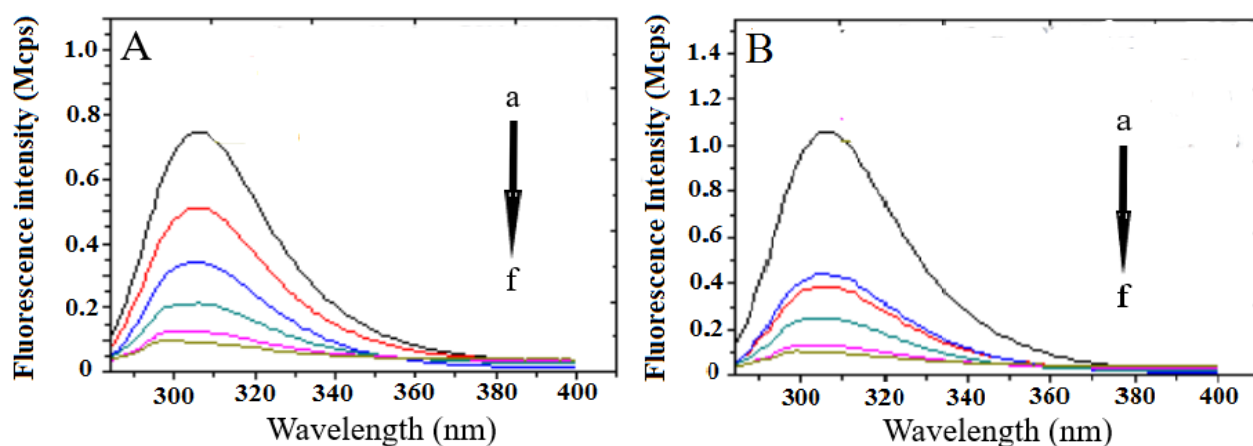 A
Fluorescence intensity (Mcps)
1.0
0.8
0.6
0.4
0.2
0
a
f
300 320 340 360 380 400
Wavelength (nm)
B
Fluorescence Intensity (Mcps)
1.4
1.2
1.0
0.8
0.6
0.4
0.2
0
a
f
300 320 340 360 380 400
Wavelength (nm)